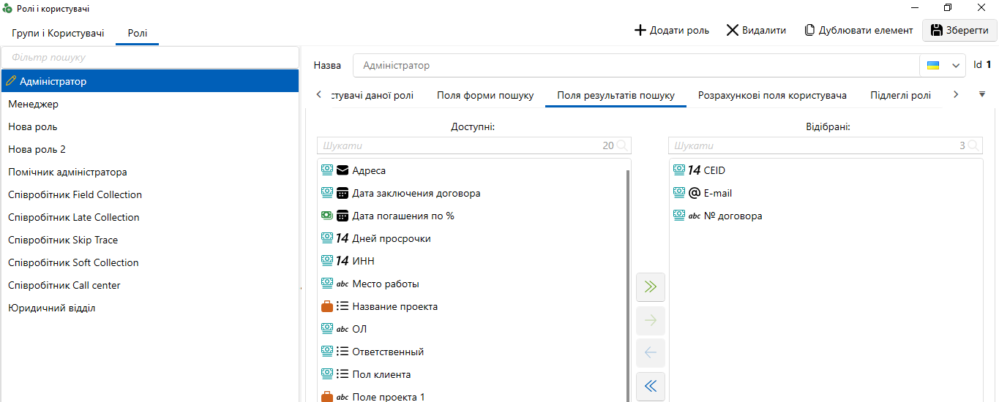 Ролі і користувачі
Групи і Користувачі Ролі
Додати роль Видалити Дублювати елемент Зберегти
Фільтр пошуку
Адміністратор
Менеджер
Нова роль
Нова роль 2
Помічник адміністратора
Співробітник Field Collection
Співробітник Late Collection
Співробітник Skip Trace
Співробітник Soft Collection
Співробітник Call center
Юридичний відділ
Назва Адміністратор Id 1
стувачі даної ролі Поля форми пошуку Поля результатів пошуку Розрахункові поля користувача Підлеглі ролі
Доступні:
Шукати 20
Адреса
Дата заключения договора
Дата погашения по %
14 Дней просрочки
14 ИНН
abc Место работы
Название проекта
abc ОЛ
Ответственный
Пол клиента
abc Поле проекта 1
Відібрані:
Шукати 3
14 CEID
@ E-mail
abc № договора